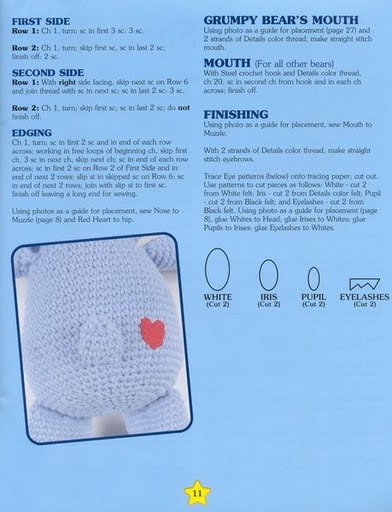 FIRST SIDE
Row 1: Ch 1, turn; sc in first 3 sc: 3 sc.
Row 2: Ch 1, turn; skip first sc, sc in last 2 sc;
finish off: 2 sc.
SECOND SIDE
Row 1: With right side facing, skip next sc on Row 6
and join thread with sc in next sc, sc in last 2 sc: 3 sc.
Row 2: Ch 1, turn; skip first sc, sc in last 2 sc; do not
finish off.
EDGING
Ch 1, turn; sc in first 2 sc and in end of each row
across; working in free loops of beginning ch, skip first
ch, 3 sc in next ch, skip next ch; sc in end of each row
across; sc in first 2 sc on Row 2 of First Side and in
end of next 2 rows; slip st in skipped sc on Row 6; sc
in end of next 2 rows; join with slip st to first sc,
finish off leaving a long end for sewing.
Using photos as a guide for placement, sew Nose to
Muzzle (page 8) and Red Heart to hip.
GRUMPY BEAR'S MOUTH
Using photo as a guide for placement (page 27) and
2 strands of Details color thread, make straight stitch
mouth.
MOUTH (For all other bears)
With Steel crochet hook and Details color thread,
ch 20, sc in second ch from hook and in each ch
across; finish off.
FINISHING
Using photo as a guide for placement, sew Mouth to
Muzzle.
With 2 strands of Details color thread, make straight
stitch eyebrows.
Trace Eye patterns (below) onto tracing paper; cut out.
Use patterns to cut pieces as follows: White - cut 2
from White felt; Iris - cut 2 from Details color felt; Pupil
- cut 2 from Black felt; and Eyelashes - cut 2 from
Black felt. Using photos as a guide for placement (page
8), glue Whites to Head; glue Irises to Whites; glue
Pupils to Irises; glue Eyelashes to Whites.
WHITE
(Cut 2)
IRIS
(Cut 2)
PUPIL
(Cut 2)
EYELASHES
(Cut 2)
11